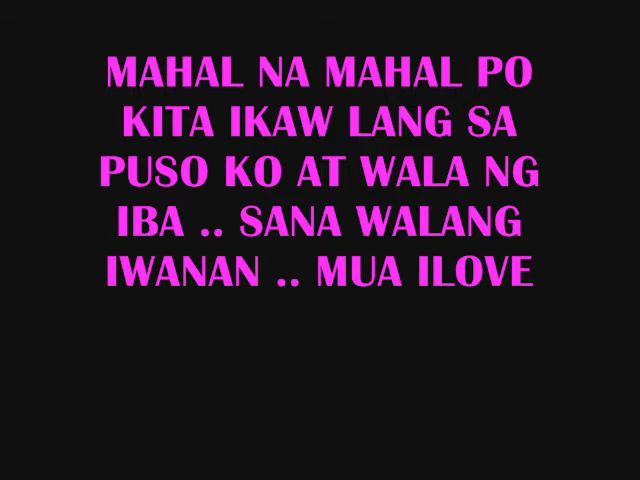 MAHAL NA MAHAL PO
KITA IKAW LANG SA
PUSO KO AT WALA NG
IBA .. SANA WALANG
IWANAN .. MUA ILOVE